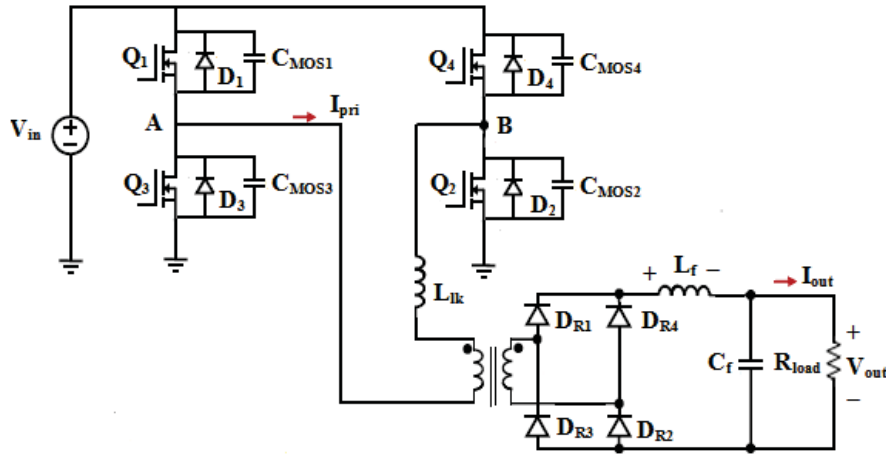 Q1
D1
CMOS1
Q4
D4
CMOS4
Vin
+
−
A
Ipri
B
Q3
D3
CMOS3
Q2
D2
CMOS2
Llk
+ Lf −
Iout
DR1
DR4
Cf
Rload
+
Vout
−
DR3
DR2